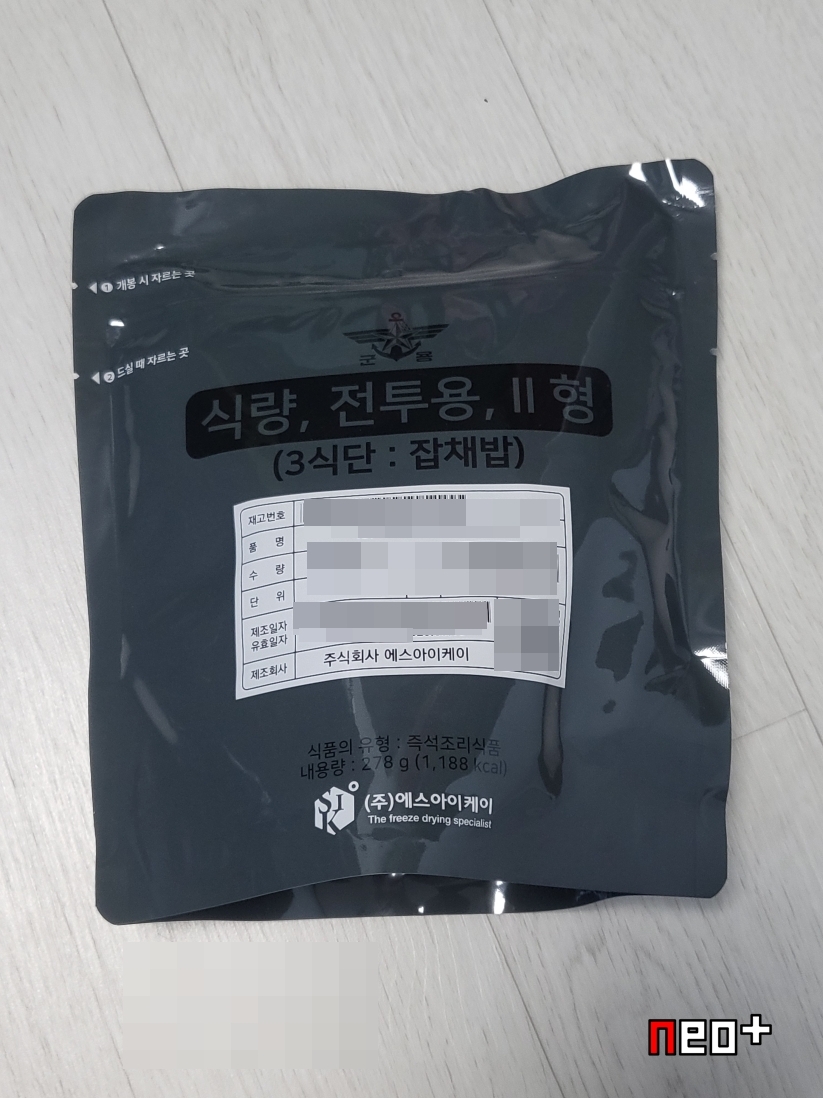 ◀❶ 개봉 시 자르는 곳
◀❷ 드실 때 자르는 곳
군 용
식량, 전투용, II 형
(3식단 : 잡채밥)
재고번호
품 명
수 량
단 위
제조일자
유효일자
제조회사 주식회사 에스아이케이
식품의 유형 : 즉석조리식품
내용량 : 278 g (1,188 kcal)
SIK (주)에스아이케이
The freeze drying specialist
neo+